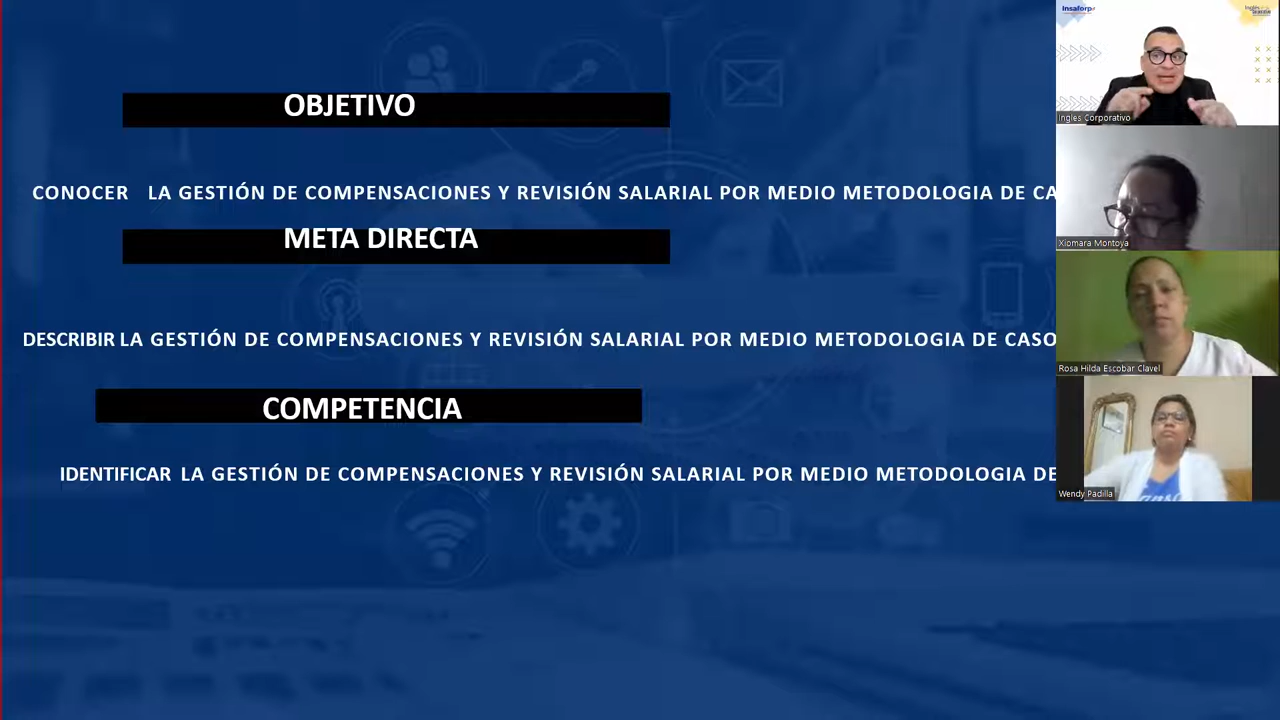 OBJETIVO
CONOCER LA GESTIÓN DE COMPENSACIONES Y REVISIÓN SALARIAL POR MEDIO METODOLOGIA DE CA
META DIRECTA
DESCRIBIR LA GESTIÓN DE COMPENSACIONES Y REVISIÓN SALARIAL POR MEDIO METODOLOGIA DE CASO
COMPETENCIA
IDENTIFICAR LA GESTIÓN DE COMPENSACIONES Y REVISIÓN SALARIAL POR MEDIO METODOLOGIA DE
Insaforp
Ingles Corporativo
Xiomara Montoya
Rosa Hilda Escobar Clavel
Wendy Padilla